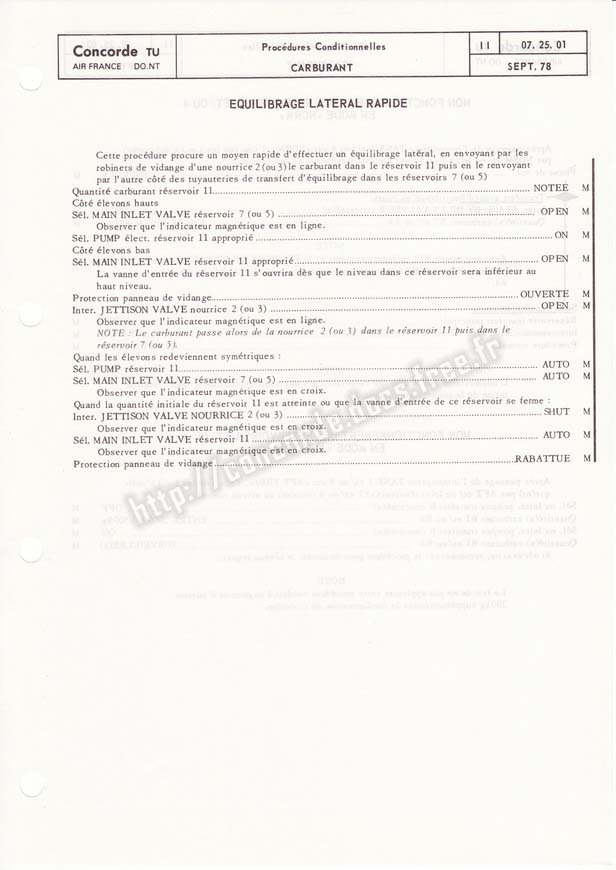 Concorde TU
AIR FRANCE DO.NT
Procédures Conditionnelles
CARBURANT
11
07. 25. 01
SEPT. 78
EQUILIBRAGE LATERAL RAPIDE
Cette procédure procure un moyen rapide d'effectuer un équilibrage latéral, en envoyant par les
robinets de vidange d'une nourrice 2 (ou 3) le carburant dans le réservoir 11 puis en le renvoyant
par l'autre côté des tuyauteries de transfert d'équilibrage dans les réservoirs 7 (ou 5)
Quantité carburant réservoir 11 NOTEE M
Côté élevons hauts
Sél. MAIN INLET VALVE réservoir 7 (ou 5) OPEN M
Observer que l'indicateur magnétique est en ligne.
Sél. PUMP élect. réservoir 11 approprié ON M
Côté élevons bas
Sél. MAIN INLET VALVE réservoir 11 approprié OPEN M
La vanne d'entrée du réservoir 11 s'ouvrira dès que le niveau dans ce réservoir sera inférieur au
haut niveau.
Protection panneau de vidange OUVERTE M
Inter. JETTISON VALVE nourrice 2 (ou 3) OPEN M
Observer que l'indicateur magnétique est en ligne.
NOTE : Le carburant passe alors de la nourrice 2 (ou 3) dans le réservoir 11 puis dans le
réservoir 7 (ou 5).
Quand les élevons redeviennent symétriques :
Sél. PUMP réservoir 11 AUTO M
Sél. MAIN INLET VALVE réservoir 7 (ou 5) AUTO M
Observer que l'indicateur magnétique est en croix.
Quand la quantité initiale du réservoir 11 est atteinte ou que la vanne d'entrée de ce réservoir se ferme :
Inter. JETTISON VALVE NOURRICE 2 (ou 3) SHUT M
Observer que l'indicateur magnétique est en croix.
Sél. MAIN INLET VALVE réservoir 11 AUTO M
Observer que l'indicateur magnétique est en croix.
Protection panneau de vidange RABATTUE M
http://concorde.dbas.free.fr